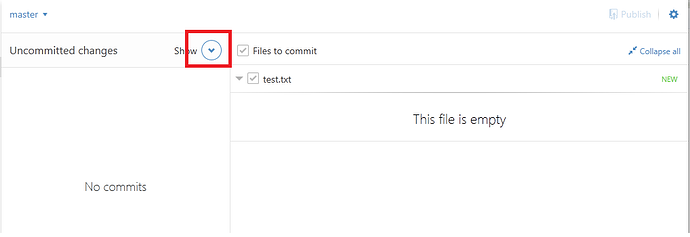 master
Publish
Uncommitted changes
Show
Files to commit
Collapse all
test.txt
NEW
This file is empty
No commits